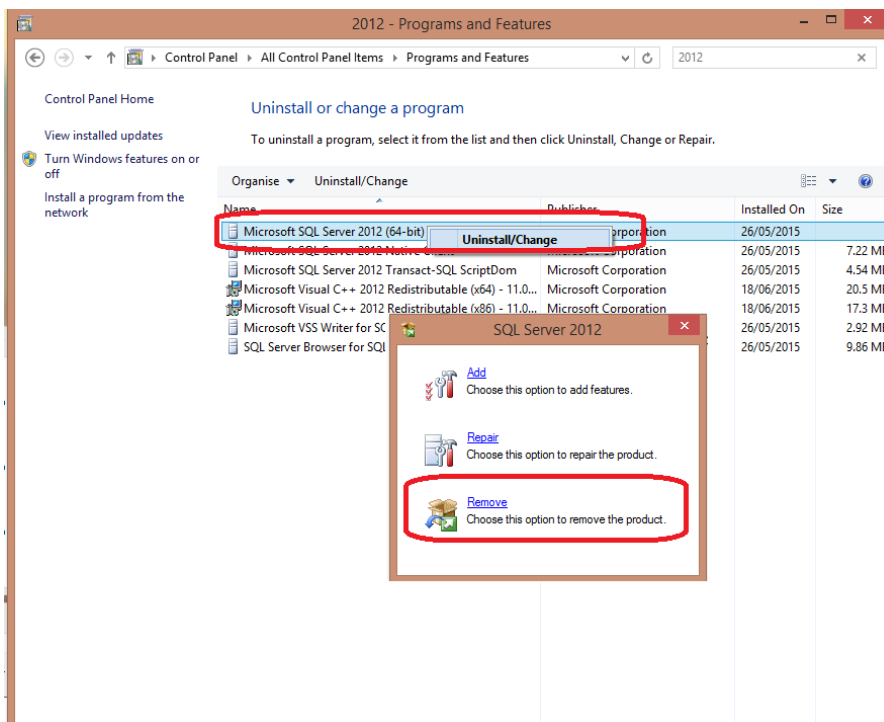 2012 - Programs and Features
Control Panel All Control Panel Items Programs and Features 2012
Control Panel Home
View installed updates
Turn Windows features on or
off
Install a program from the
network
Uninstall or change a program
To uninstall a program, select it from the list and then click Uninstall, Change or Repair.
Organise Uninstall/Change
Name Publisher Installed On Size
Microsoft SQL Server 2012 (64-bit) orporation 26/05/2015
Uninstall/Change
Microsoft SQL Server 2012 Native Client Microsoft Corporation 26/05/2015 7.22 M
Microsoft SQL Server 2012 Transact-SQL ScriptDom Microsoft Corporation 26/05/2015 4.54 M
Microsoft Visual C++ 2012 Redistributable (x64) - 11.0... Microsoft Corporation 18/06/2015 20.5 M
Microsoft Visual C++ 2012 Redistributable (x86) - 11.0... Microsoft Corporation 18/06/2015 17.3 M
Microsoft VSS Writer for SQ 26/05/2015 2.92 M
SQL Server Browser for SQL 26/05/2015 9.86 M
SQL Server 2012
Add
Choose this option to add features.
Repair
Choose this option to repair the product.
Remove
Choose this option to remove the product.